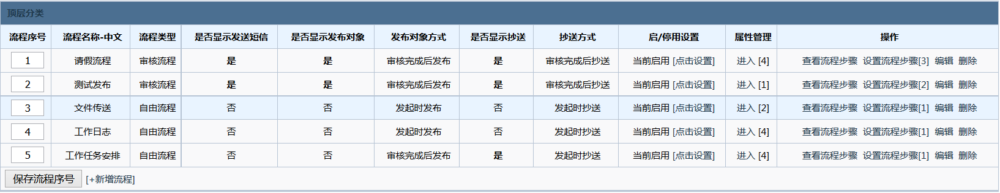 顶层分类
流程序号 流程名称-中文 流程类型 是否显示发送短信 是否显示发布对象 发布对象方式 是否显示抄送 抄送方式 启/停用设置 属性管理 操作
1 请假流程 审核流程 是 是 审核完成后发布 是 审核完成后抄送 当前启用 [点击设置] 进入 [4] 查看流程步骤 设置流程步骤[3] 编辑 删除
2 测试发布 审核流程 是 是 审核完成后发布 是 审核完成后抄送 当前启用 [点击设置] 进入 [1] 查看流程步骤 设置流程步骤[2] 编辑 删除
3 文件传送 自由流程 否 否 发起时发布 否 发起时抄送 当前启用 [点击设置] 进入 [2] 查看流程步骤 设置流程步骤[1] 编辑 删除
4 工作日志 自由流程 否 否 发起时发布 否 发起时抄送 当前启用 [点击设置] 进入 [4] 查看流程步骤 设置流程步骤[1] 编辑 删除
5 工作任务安排 自由流程 否 否 审核完成后发布 是 发起时抄送 当前启用 [点击设置] 进入 [4] 查看流程步骤 设置流程步骤[1] 编辑 删除
保存流程序号 [+新增流程]